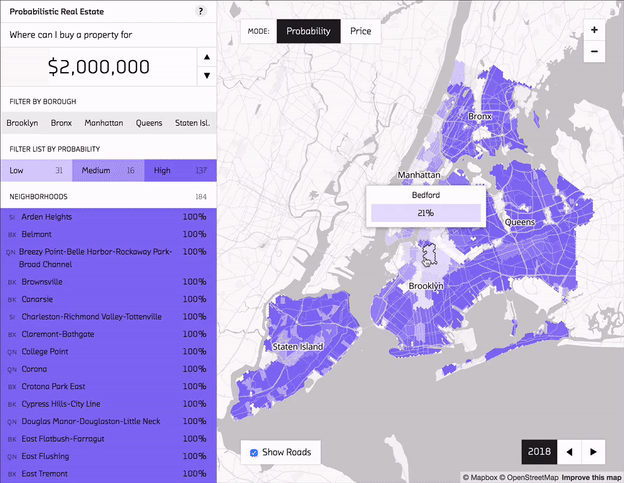 Probabilistic Real Estate
?
Where can I buy a property for
$2,000,000
▲
▼
FILTER BY BOROUGH
Brooklyn Bronx Manhattan Queens Staten Isl.
FILTER LIST BY PROBABILITY
Low 31 Medium 16 High 137
NEIGHBORHOODS 184
SI Arden Heights 100%
BX Belmont 100%
QN Breezy Point-Belle Harbor-Rockaway Park-
Broad Channel 100%
BK Brownsville 100%
BK Canarsie 100%
SI Charleston-Richmond Valley-Tottenville 100%
BX Claremont-Bathgate 100%
QN College Point 100%
QN Corona 100%
BX Crotona Park East 100%
BK Cypress Hills-City Line 100%
QN Douglas Manor-Douglaston-Little Neck 100%
BK East Flatbush-Farragut 100%
QN East Flushing 100%
BX East Tremont 100%
MODE: Probability Price
+
−
Bronx
Manhattan
Bedford
21%
Queens
Brooklyn
Staten Island
Show Roads
2018 ◀ ▶
© Mapbox © OpenStreetMap Improve this map